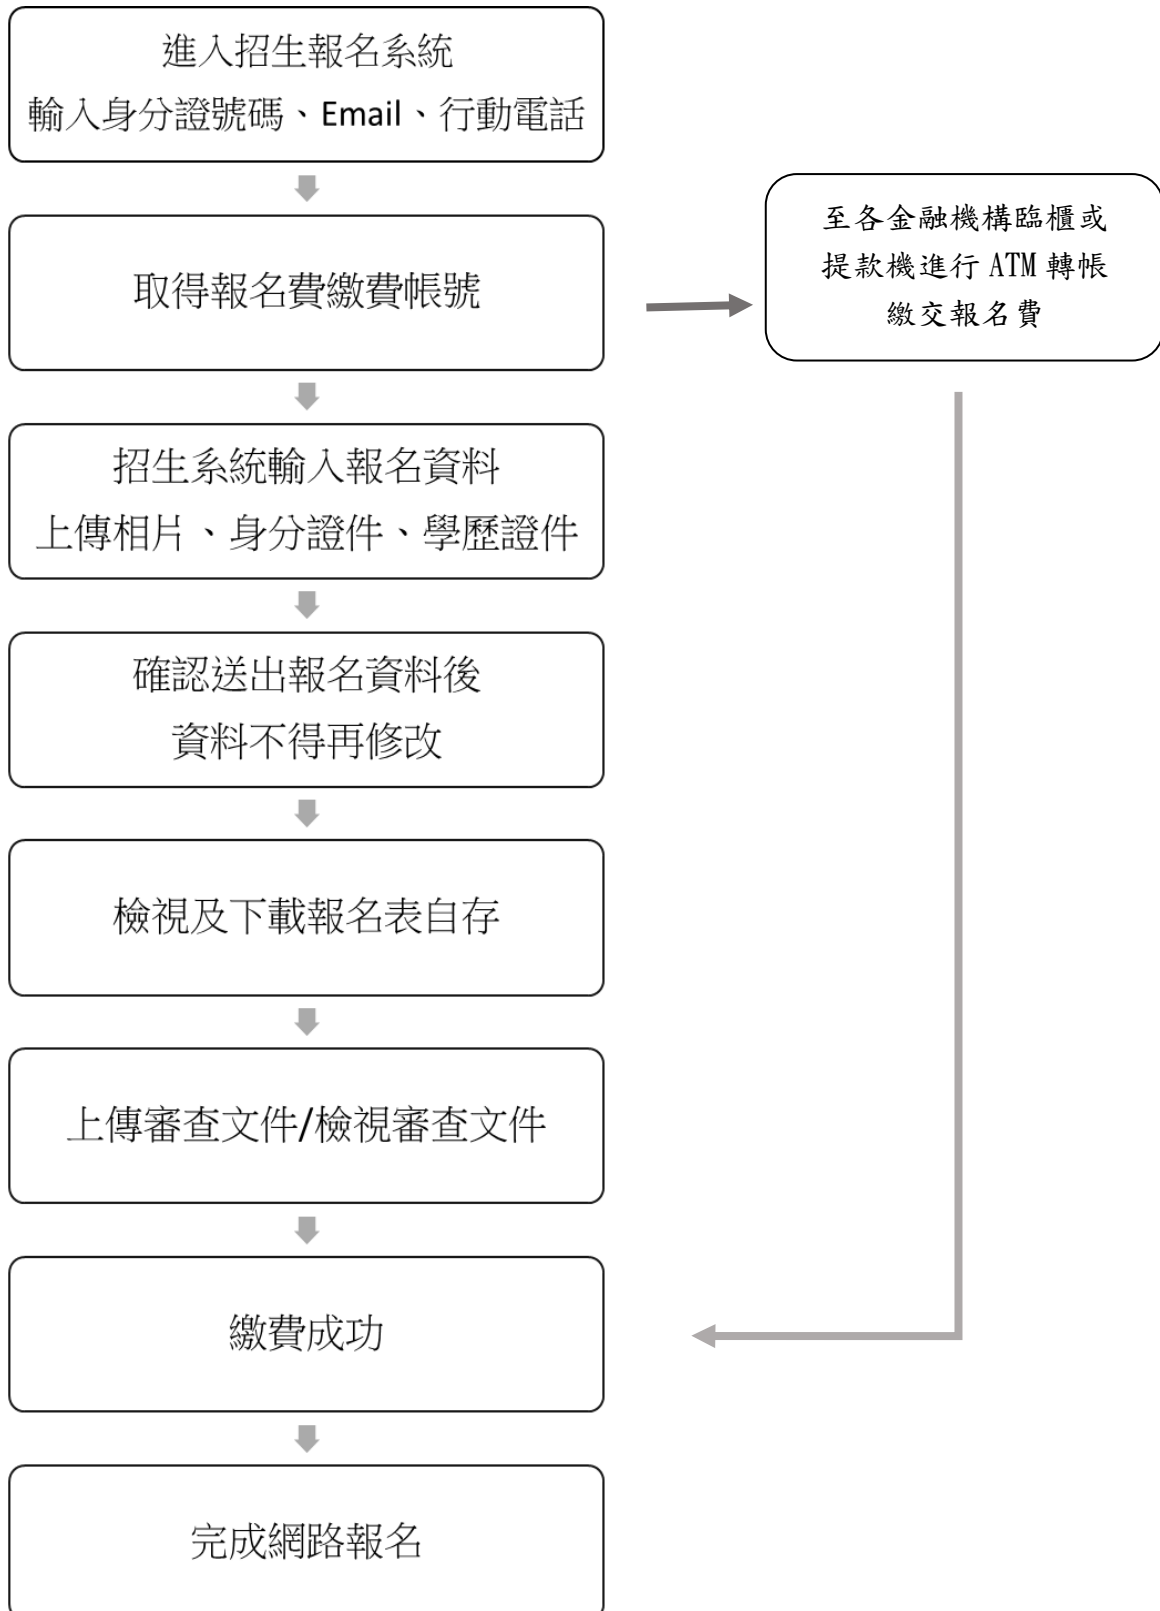 進入招生報名系統
輸入身分證號碼、Email、行動電話
取得報名費繳費帳號
至各金融機構臨櫃或
提款機進行 ATM 轉帳
繳交報名費
招生系統輸入報名資料
上傳相片、身分證件、學歷證件
確認送出報名資料後
資料不得再修改
檢視及下載報名表自存
上傳審查文件/檢視審查文件
繳費成功
完成網路報名